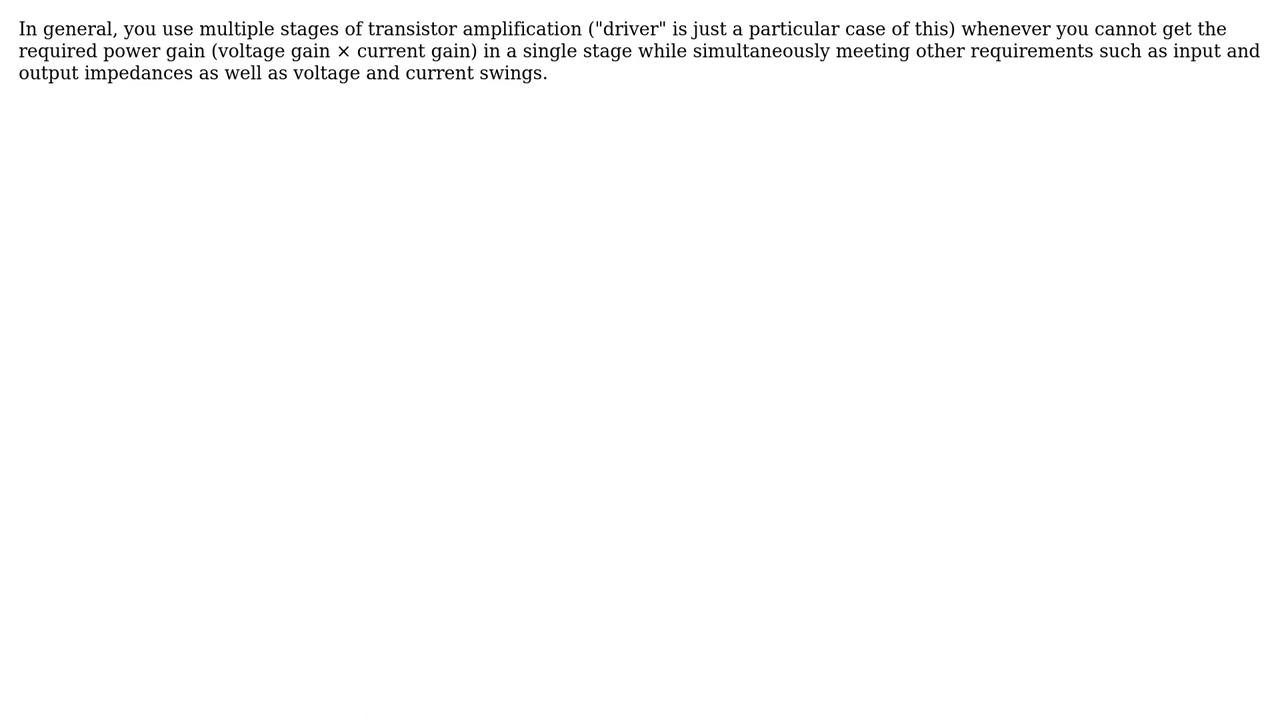 In general, you use multiple stages of transistor amplification ("driver" is just a particular case of this) whenever you cannot get the
required power gain (voltage gain × current gain) in a single stage while simultaneously meeting other requirements such as input and
output impedances as well as voltage and current swings.